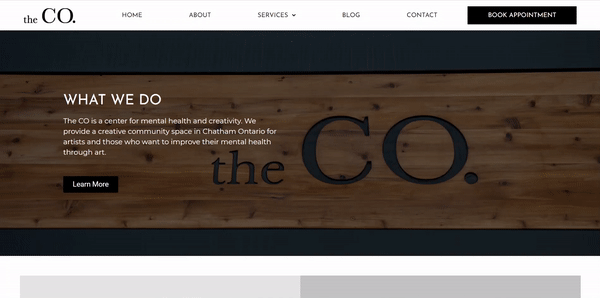 the CO.
HOME
ABOUT
SERVICES
BLOG
CONTACT
BOOK APPOINTMENT
WHAT WE DO
The CO is a center for mental health and creativity. We
provide a creative community space in Chatham Ontario for
artists and those who want to improve their mental health
through art.
the CO.
Learn More